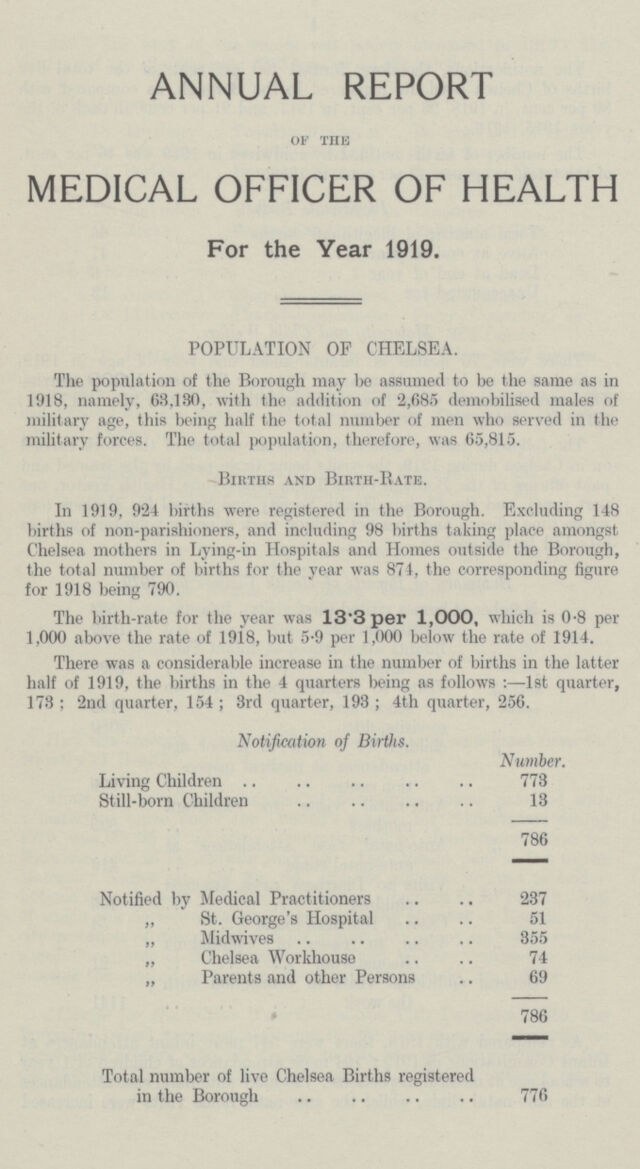 ANNUAL REPORT
OF THE
MEDICAL OFFICER OF HEALTH
For the Year 1919.
POPULATION OF CHELSEA.
The population of the Borough may be assumed to be the same as in
1918, namely, 63,130, with the addition of 2,685 demobilised males of
military age, this being half the total number of men who served in the
military forces. The total population, therefore, was 65,815.
BIRTHS AND BIRTH-RATE.
In 1919, 924 births were registered in the Borough. Excluding 148
births of non-parishioners, and including 98 births taking place amongst
Chelsea mothers in Lying-in Hospitals and Homes outside the Borough,
the total number of births for the year was 874, the corresponding figure
for 1918 being 790.
The birth-rate for the year was 13·3 per 1,000, which is 0·8 per
1,000 above the rate of 1918, but 5·9 per 1,000 below the rate of 1914.
There was a considerable increase in the number of births in the latter
half of 1919, the births in the 4 quarters being as follows :—1st quarter,
173 ; 2nd quarter, 154 ; 3rd quarter, 193 ; 4th quarter, 256.
Notification of Births.
Number.
Living Children .. .. .. .. .. 773
Still-born Children .. .. .. .. 13
786
Notified by Medical Practitioners .. .. 237
„ St. George's Hospital .. .. 51
„ Midwives .. .. .. .. 355
„ Chelsea Workhouse .. .. 74
„ Parents and other Persons .. 69
786
Total number of live Chelsea Births registered
in the Borough .. .. .. .. 776